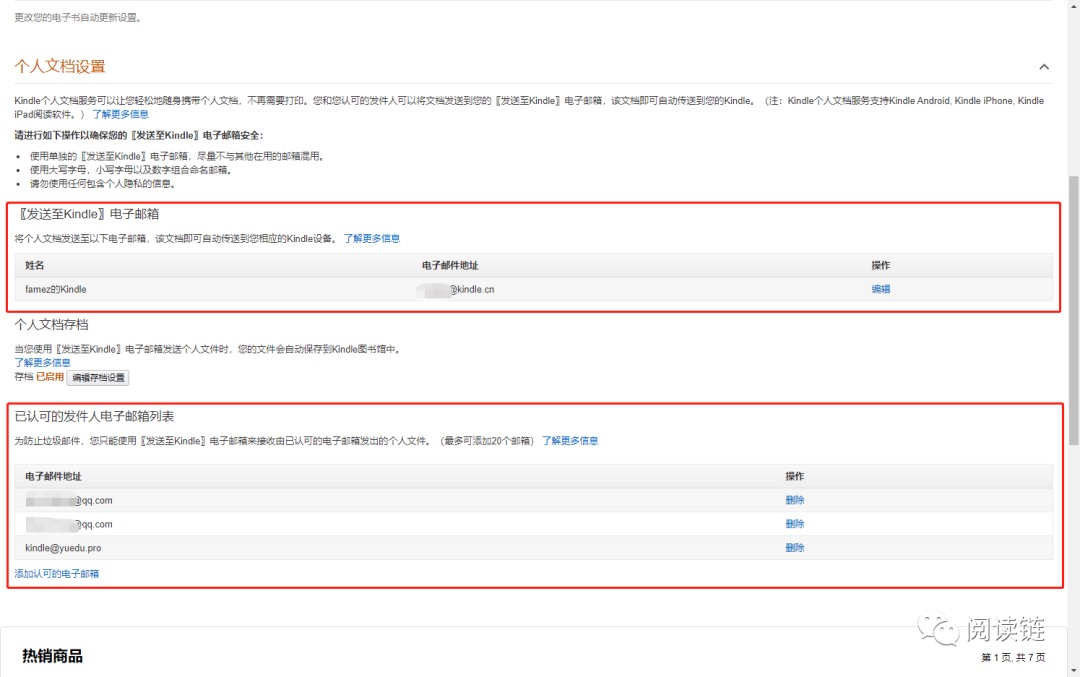 更改您的电子书自动更新设置。
个人文档设置
Kindle个人文档服务可以让您轻松地随身携带个人文档，不再需要打印。您和您认可的发件人可以将文档发送到您的〖发送至Kindle〗电子邮箱，该文档即可自动传送到您的Kindle。（注：Kindle个人文档服务支持Kindle Android, Kindle iPhone, Kindle
iPad阅读软件。） 了解更多信息
请进行如下操作以确保您的〖发送至Kindle〗电子邮箱安全：
• 使用单独的〖发送至Kindle〗电子邮箱，尽量不与其他在用的邮箱混用。
• 使用大写字母，小写字母以及数字组合命名邮箱。
• 请勿使用任何包含个人隐私的信息。
〖发送至Kindle〗电子邮箱
将个人文档发送至以下电子邮箱，该文档即可自动传送到您相应的Kindle设备。 了解更多信息
姓名 电子邮件地址 操作
famez的Kindle @kindle.cn 编辑
个人文档存档
当您使用〖发送至Kindle〗电子邮箱发送个人文件时，您的文件会自动保存到Kindle图书馆中。
了解更多信息
存档 已启用 编辑存档设置
已认可的发件人电子邮箱列表
为防止垃圾邮件，您只能使用〖发送至Kindle〗电子邮箱来接收由已认可的电子邮箱发出的个人文件。（最多可添加20个邮箱） 了解更多信息
电子邮件地址 操作
@qq.com 删除
@qq.com 删除
kindle@yuedu.pro 删除
添加认可的电子邮箱
阅读链
热销商品 第 1 页, 共 7 页